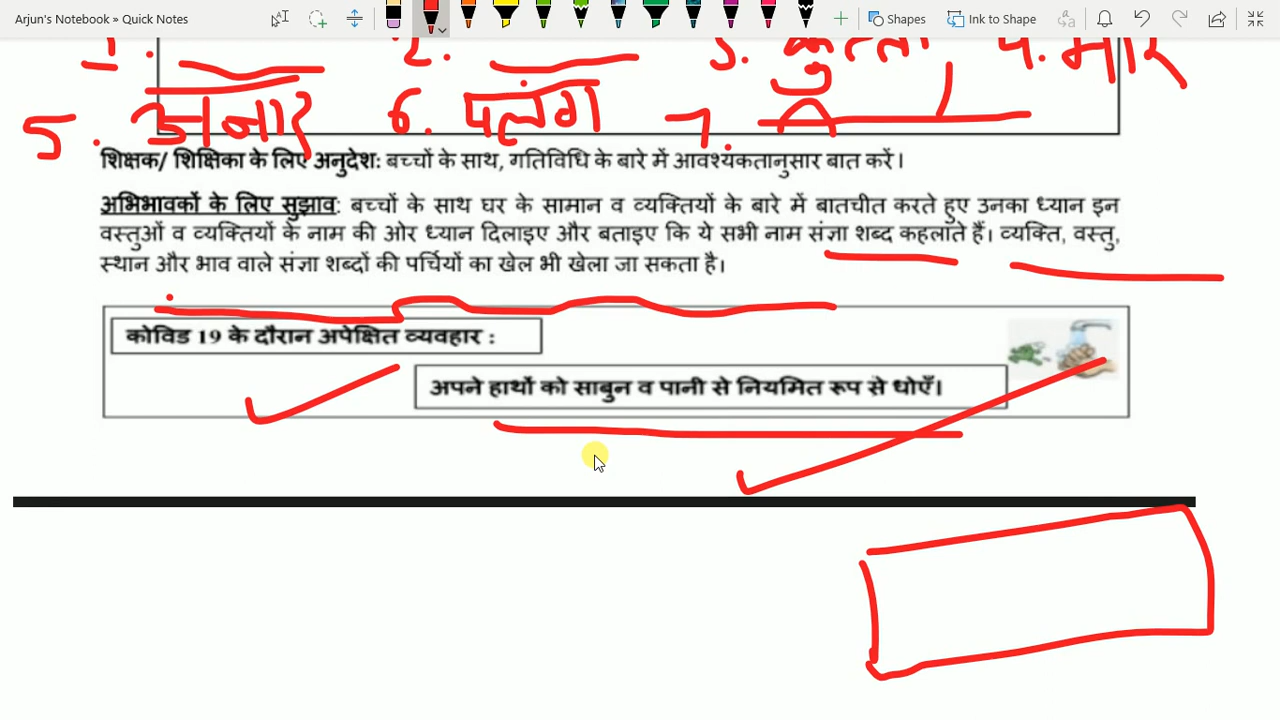 Arjun's Notebook » Quick Notes
Shapes
Ink to Shape
1. 2. 3. कुत्ता 4. मोर
5. अनार 6. पलंग 7.
शिक्षक/ शिक्षिका के लिए अनुदेश: बच्चों के साथ, गतिविधि के बारे में आवश्यकतानुसार बात करें।
अभिभावकों के लिए सुझाव: बच्चों के साथ घर के सामान व व्यक्तियों के बारे में बातचीत करते हुए उनका ध्यान इन
वस्तुओं व व्यक्तियों के नाम की ओर ध्यान दिलाइए और बताइए कि ये सभी नाम संज्ञा शब्द कहलाते हैं। व्यक्ति, वस्तु,
स्थान और भाव वाले संज्ञा शब्दों की पर्चियों का खेल भी खेला जा सकता है।
कोविड 19 के दौरान अपेक्षित व्यवहार :
अपने हाथों को साबुन व पानी से नियमित रूप से धोएँ।